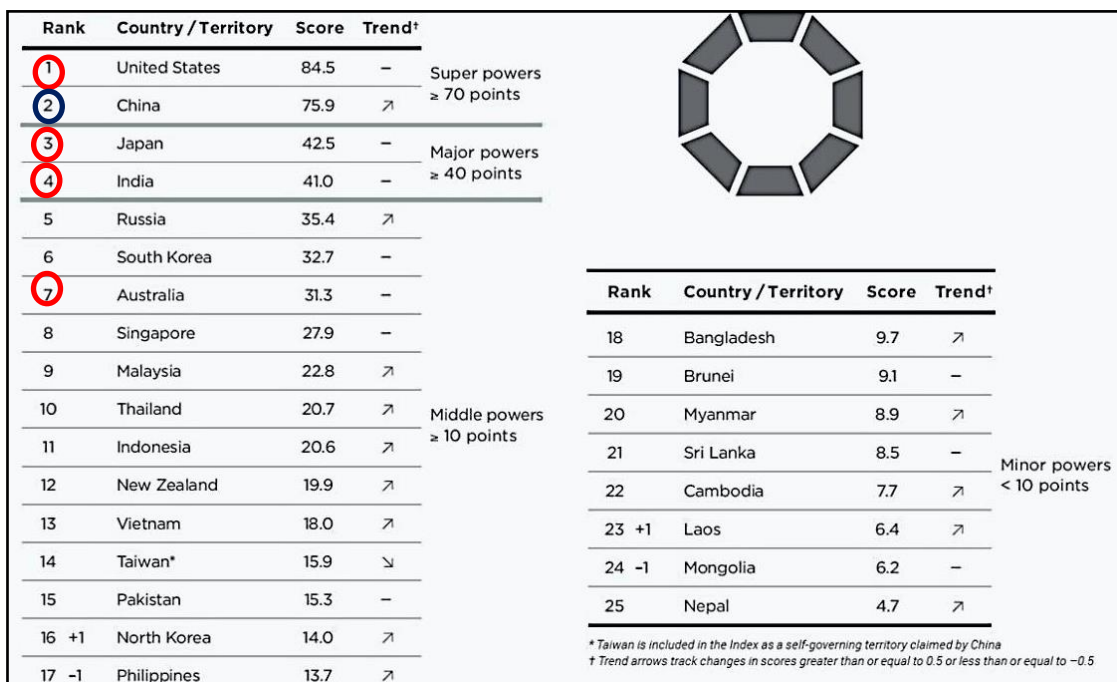 Rank Country / Territory Score Trend†
1 United States 84.5 –
2 China 75.9 ↗
Super powers
≥ 70 points
3 Japan 42.5 –
4 India 41.0 –
Major powers
≥ 40 points
5 Russia 35.4 ↗
6 South Korea 32.7 –
7 Australia 31.3 –
8 Singapore 27.9 –
9 Malaysia 22.8 ↗
10 Thailand 20.7 ↗
11 Indonesia 20.6 ↗
12 New Zealand 19.9 ↗
13 Vietnam 18.0 ↗
14 Taiwan* 15.9 ↘
15 Pakistan 15.3 –
16 +1 North Korea 14.0 ↗
17 –1 Philippines 13.7 ↗
Middle powers
≥ 10 points
Rank Country / Territory Score Trend†
18 Bangladesh 9.7 ↗
19 Brunei 9.1 –
20 Myanmar 8.9 ↗
21 Sri Lanka 8.5 –
22 Cambodia 7.7 ↗
23 +1 Laos 6.4 ↗
24 –1 Mongolia 6.2 –
25 Nepal 4.7 ↗
Minor powers
< 10 points
* Taiwan is included in the Index as a self-governing territory claimed by China
† Trend arrows track changes in scores greater than or equal to 0.5 or less than or equal to –0.5